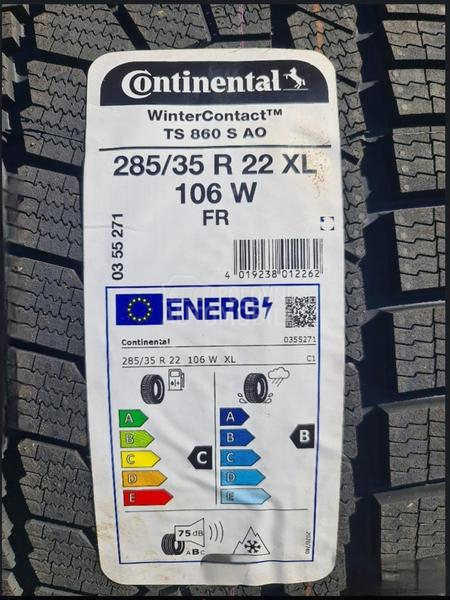 Continental
WinterContact™
TS 860 S AO
285/35 R 22 XL
106 W
FR
03 55 271
4 019238 012262
ENERG
Continental
0355271
285/35 R 22 106 W XL
C1
A
B
C
D
E
C
A
B
C
D
E
B
75 dB
ABC